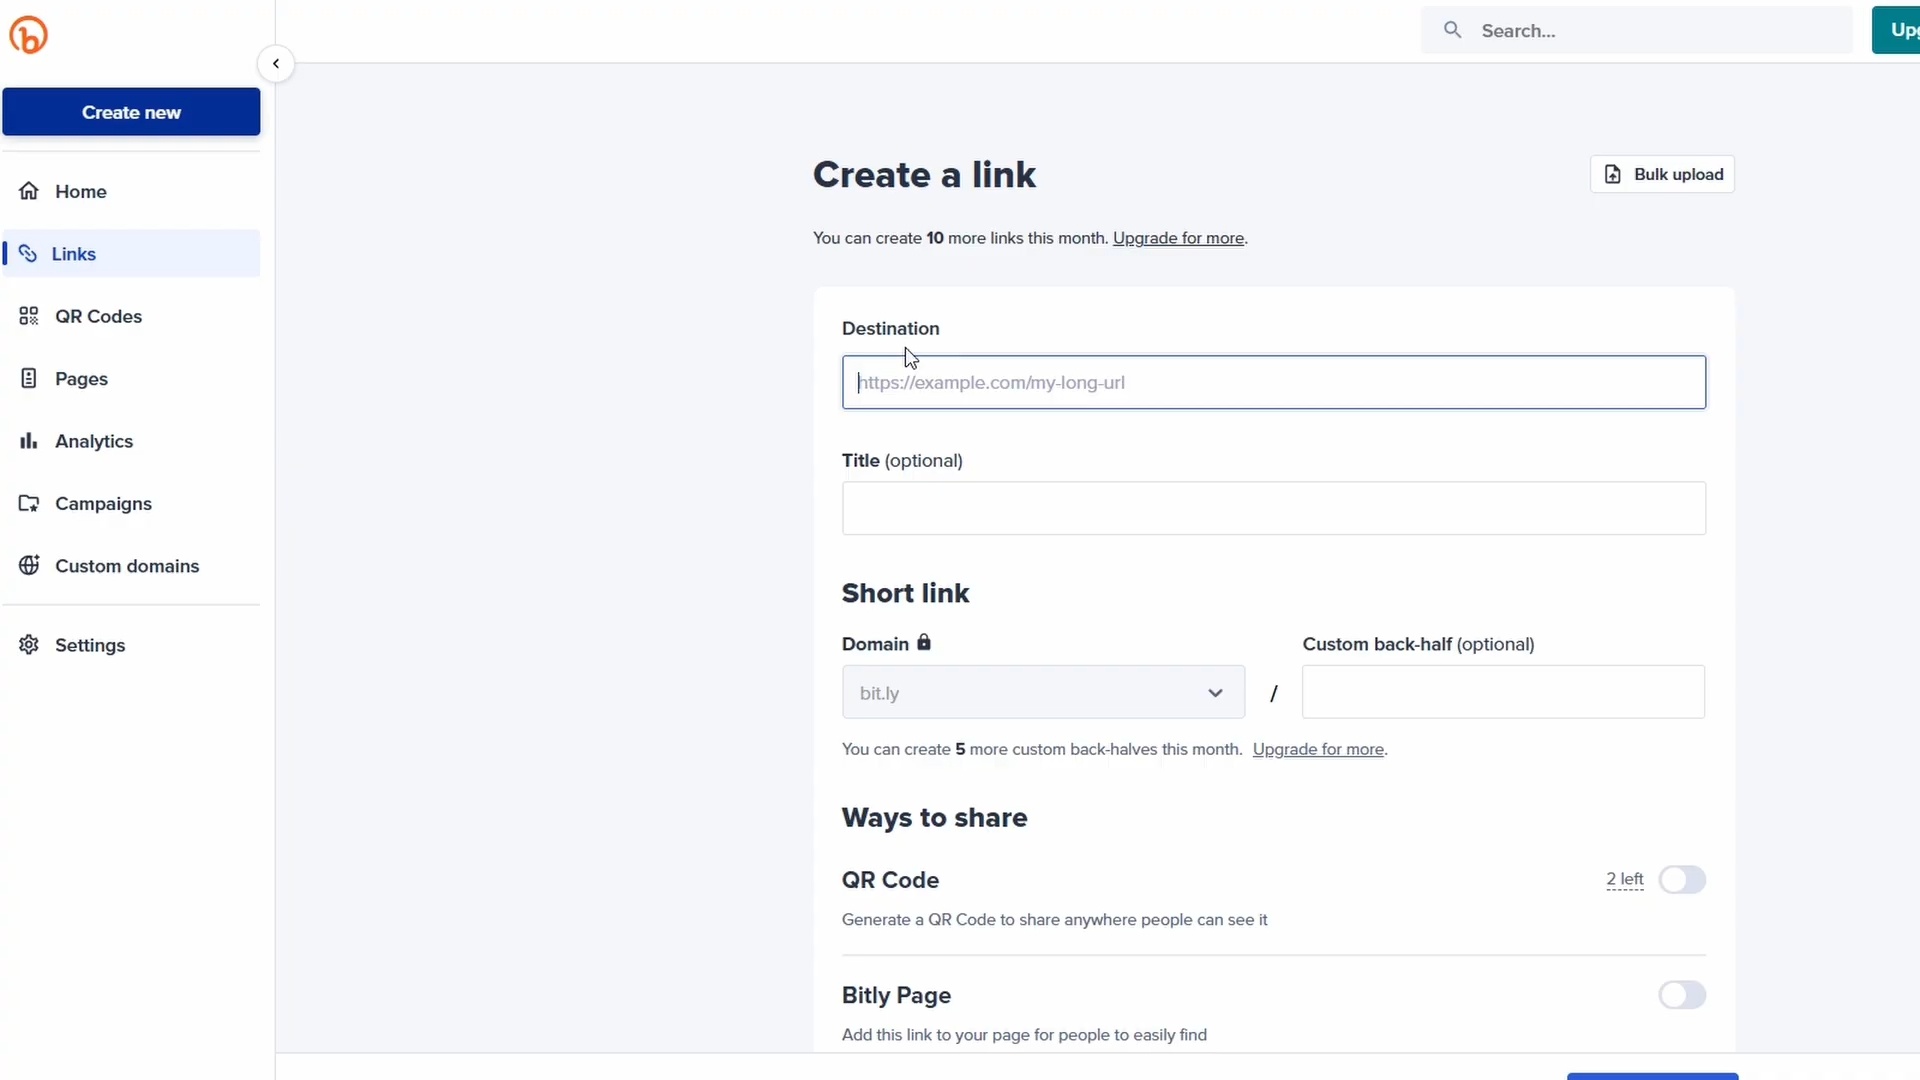 Search...
Upg
Create new
Home
Links
QR Codes
Pages
Analytics
Campaigns
Custom domains
Settings
Create a link
Bulk upload
You can create 10 more links this month. Upgrade for more.
Destination
https://example.com/my-long-url
Title (optional)
Short link
Domain
Custom back-half (optional)
bit.ly
/
You can create 5 more custom back-halves this month. Upgrade for more.
Ways to share
QR Code
2 left
Generate a QR Code to share anywhere people can see it
Bitly Page
Add this link to your page for people to easily find